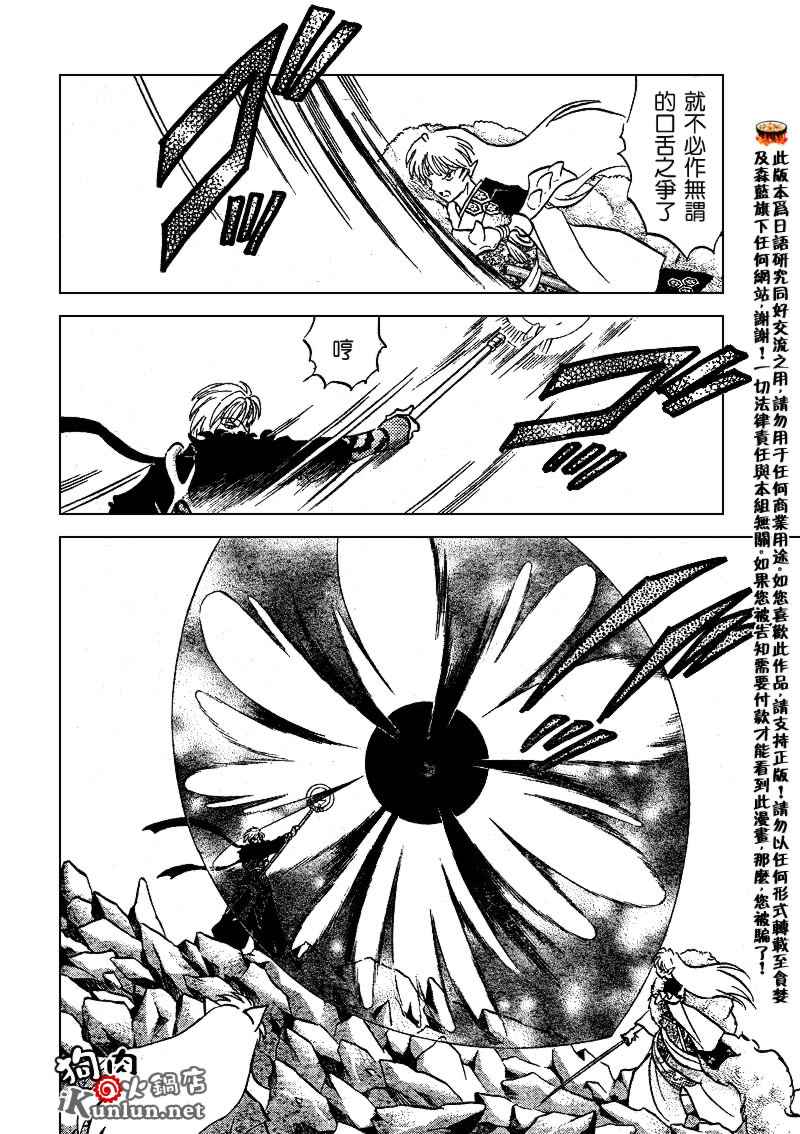 就不必作無謂
的口舌之爭了
哼
此版本爲日語研究同好交流之用，請勿用于任何商業用途。如您喜歡此作品，請支持正版！請勿以任何形式轉載至貪婪
及森藍旗下任何網站，謝謝！一切法律責任與本組無關。如果您被告知需要付款才能看到此漫畫，那麽，您被騙了！
狗肉
火鍋店
iKunlun.net